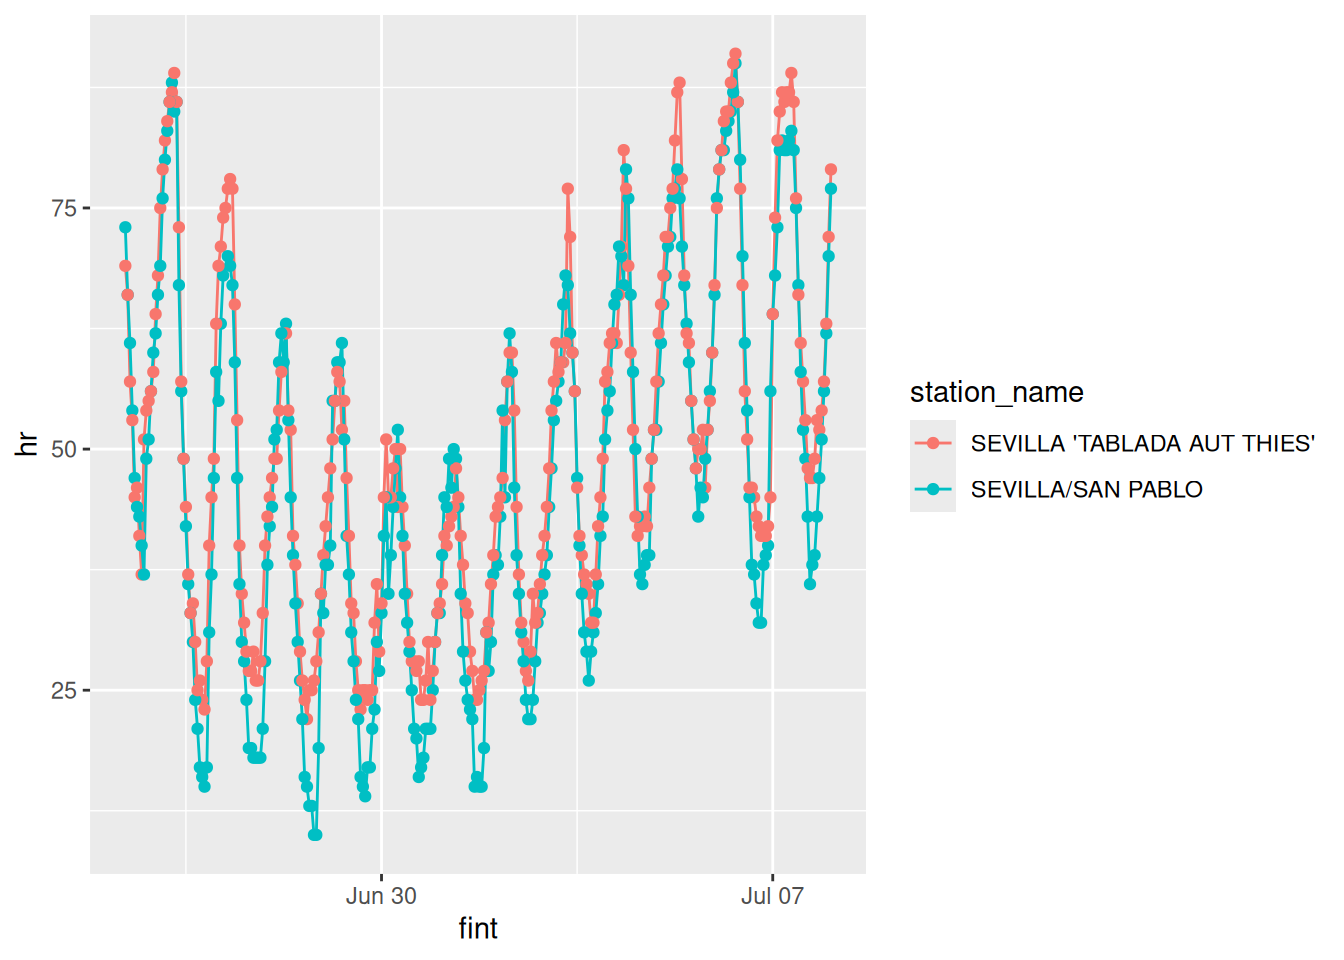 75
50
25
hr
Jun 30
Jul 07
fint
station_name
SEVILLA 'TABLADA AUT THIES'
SEVILLA/SAN PABLO